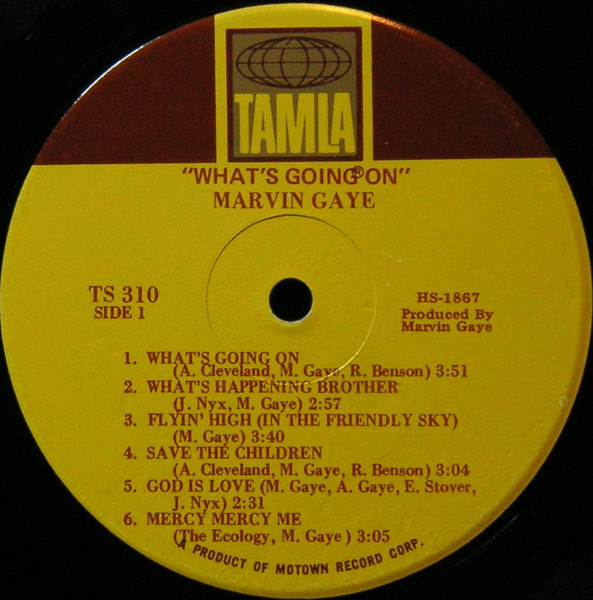 TAMLA
®
"WHAT'S GOING ON"
MARVIN GAYE
TS 310
SIDE 1
HS-1867
Produced By
Marvin Gaye
1. WHAT'S GOING ON
(A. Cleveland, M. Gaye, R. Benson) 3:51
2. WHAT'S HAPPENING BROTHER
(J. Nyx, M. Gaye) 2:57
3. FLYIN' HIGH (IN THE FRIENDLY SKY)
(M. Gaye) 3:40
4. SAVE THE CHILDREN
(A. Cleveland, M. Gaye, R. Benson) 3:04
5. GOD IS LOVE (M. Gaye, A. Gaye, E. Stover,
J. Nyx) 2:31
6. MERCY MERCY ME
(The Ecology, M. Gaye ) 3:05
A PRODUCT OF MOTOWN RECORD CORP.